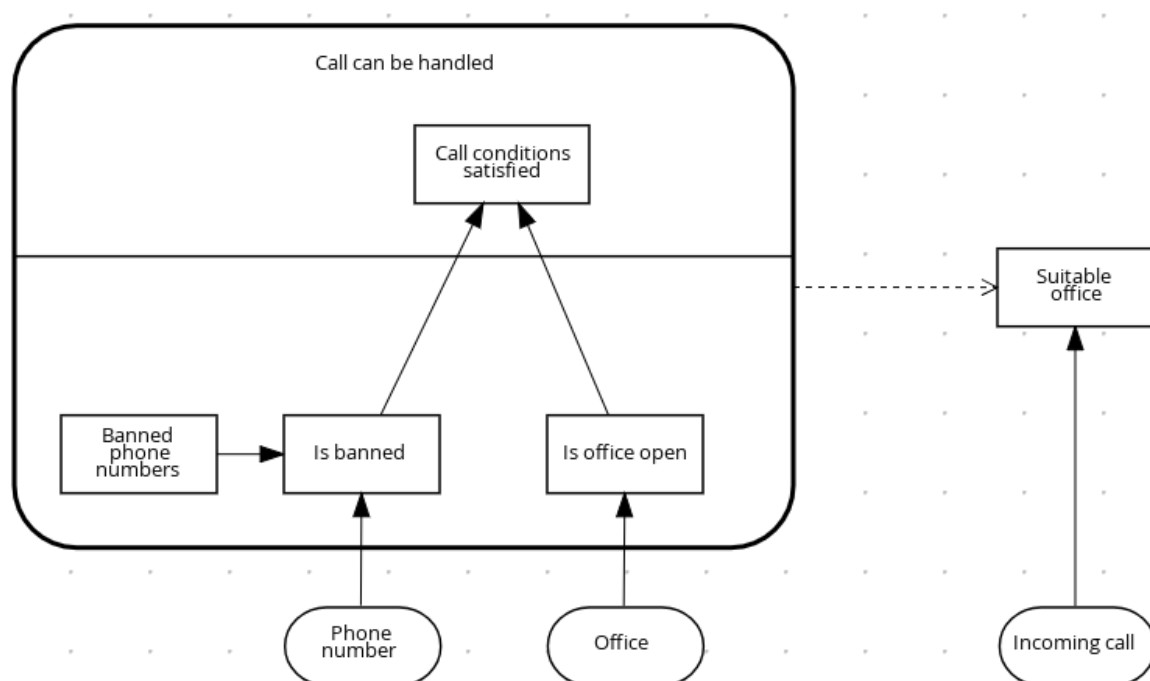 Call can be handled
Call conditions
satisfied
Suitable
office
Banned
phone
numbers
Is banned
Is office open
Phone
number
Office
Incoming call